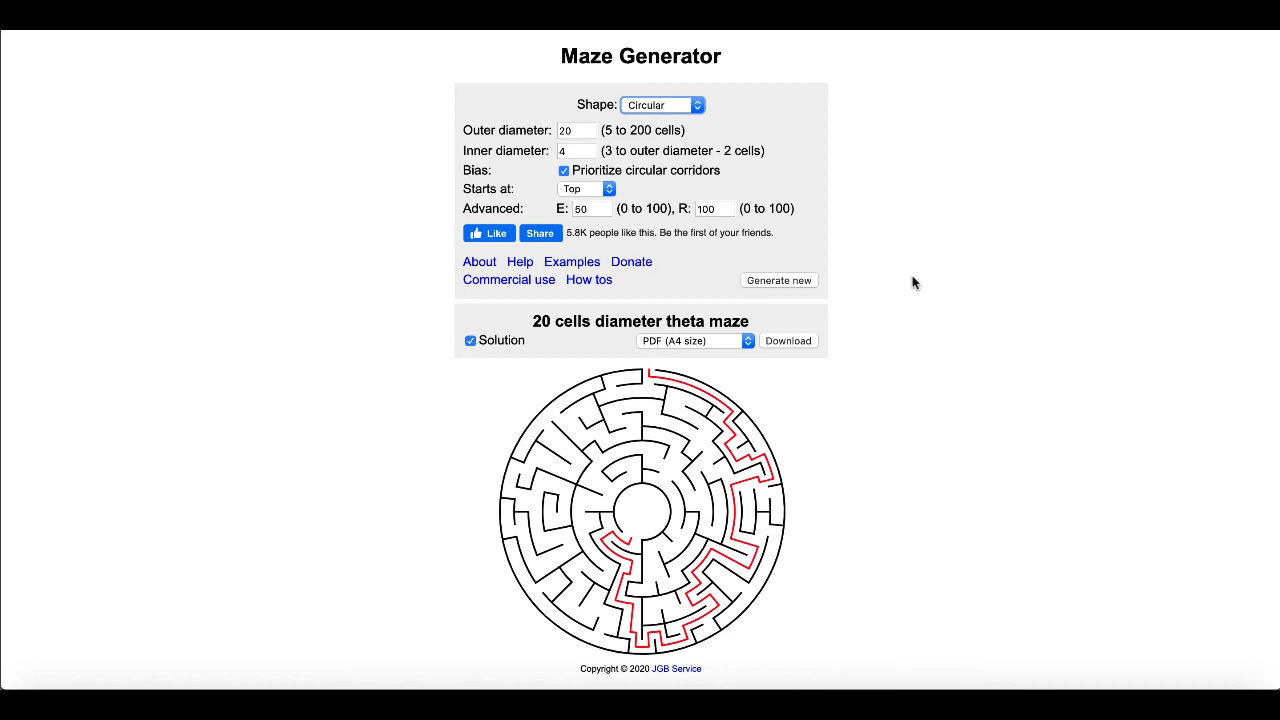 Maze Generator
Shape: Circular
Outer diameter: 20 (5 to 200 cells)
Inner diameter: 4 (3 to outer diameter - 2 cells)
Bias: Prioritize circular corridors
Starts at: Top
Advanced: E: 50 (0 to 100), R: 100 (0 to 100)
Like Share 5.8K people like this. Be the first of your friends.
About Help Examples Donate
Commercial use How tos Generate new
20 cells diameter theta maze
Solution PDF (A4 size) Download
Copyright © 2020 JGB Service